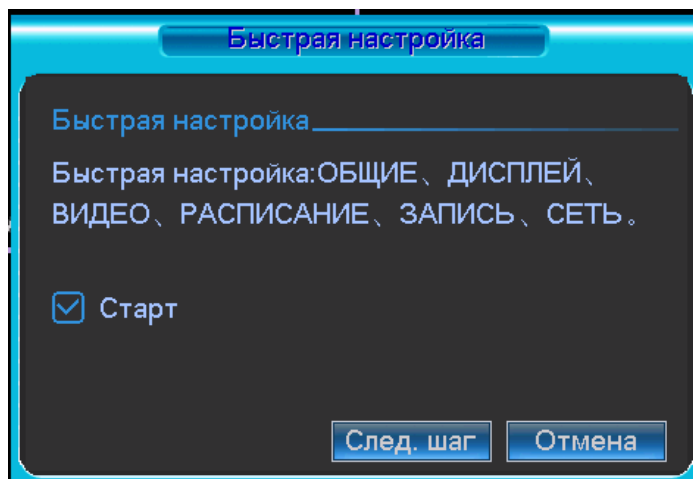 Быстрая настройка
Быстрая настройка
Быстрая настройка:ОБЩИЕ、ДИСПЛЕЙ、
ВИДЕО、РАСПИСАНИЕ、ЗАПИСЬ、СЕТЬ。
Старт
След. шаг
Отмена